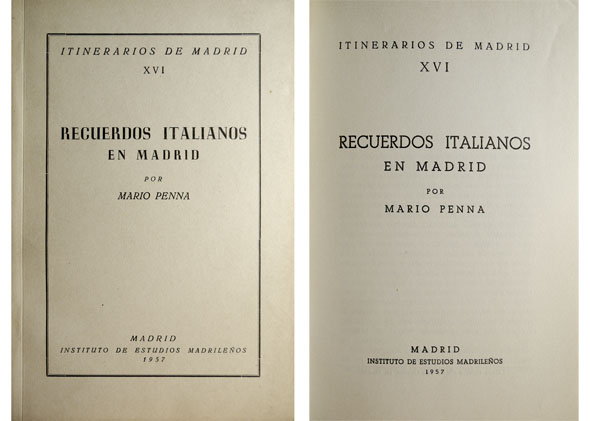 ITINERARIOS DE MADRID
XVI
RECUERDOS ITALIANOS
EN MADRID
POR
MARIO PENNA
MADRID
INSTITUTO DE ESTUDIOS MADRILEÑOS
1957
ITINERARIOS DE MADRID
XVI
RECUERDOS ITALIANOS
EN MADRID
POR
MARIO PENNA
MADRID
INSTITUTO DE ESTUDIOS MADRILEÑOS
1957